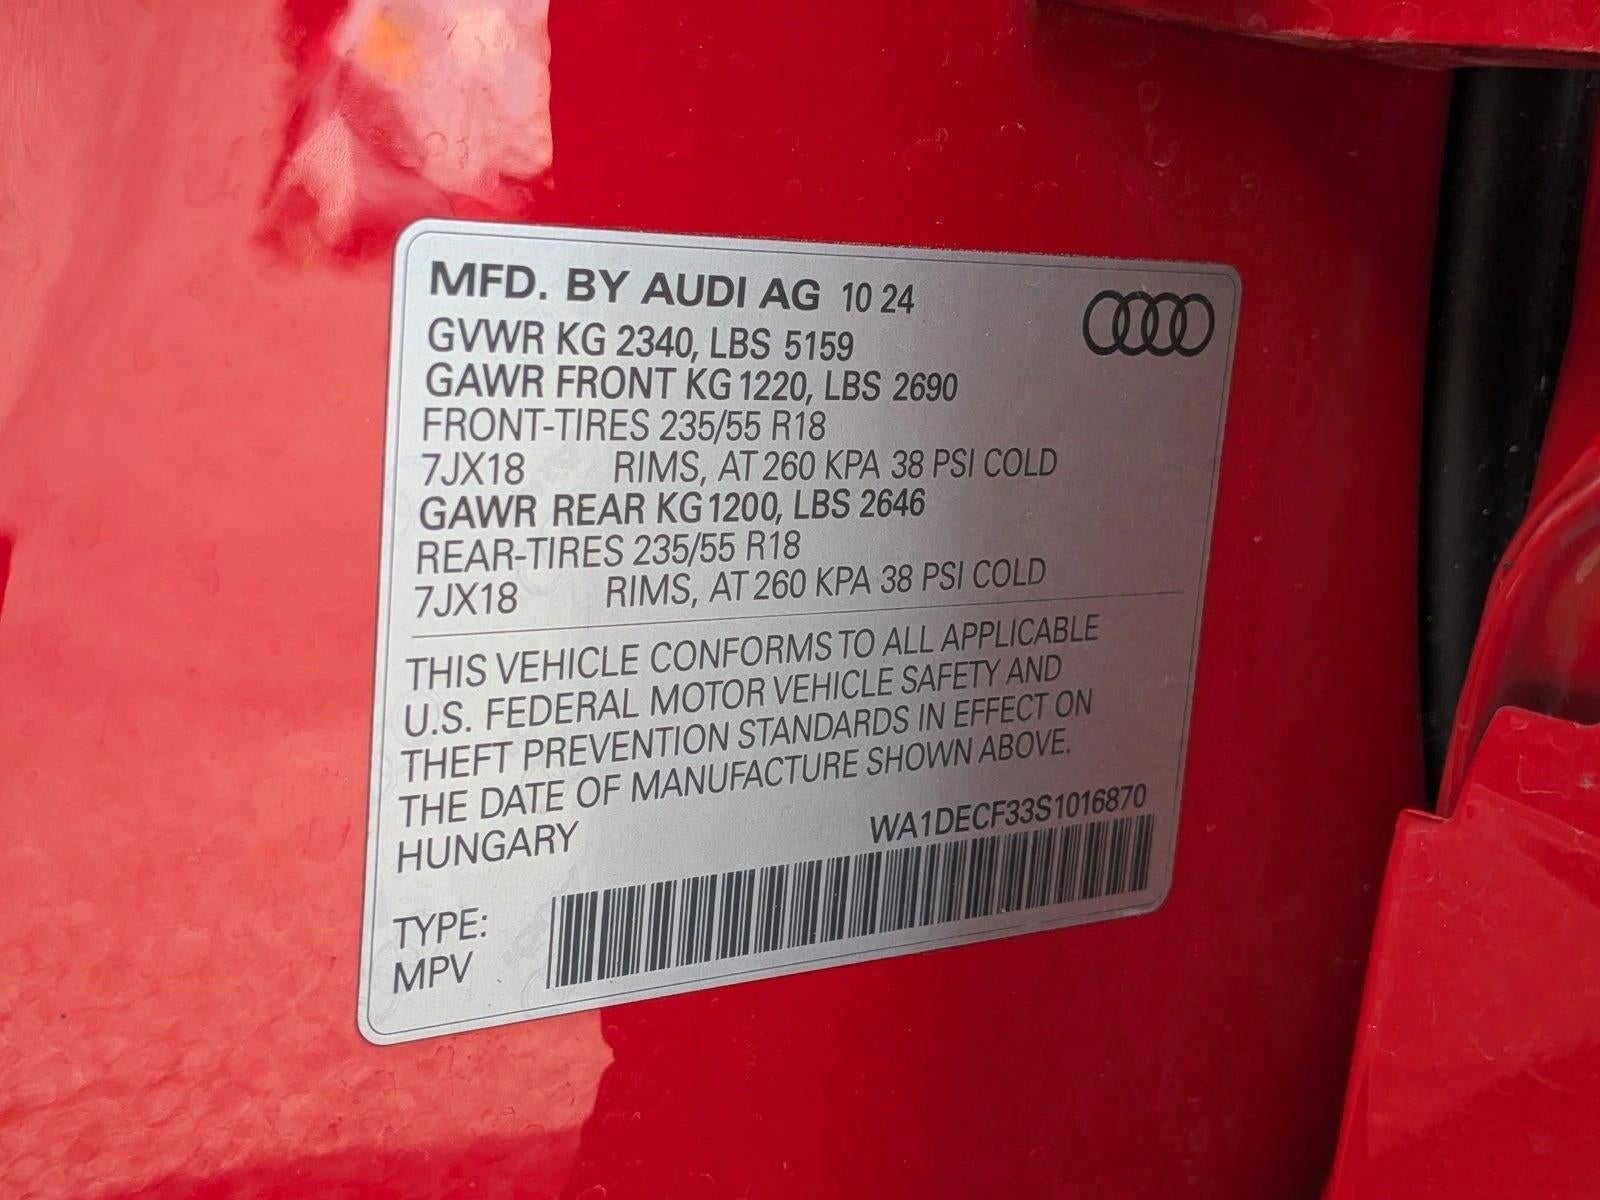 MFD. BY AUDI AG 10 24
GVWR KG 2340, LBS 5159
GAWR FRONT KG 1220, LBS 2690
FRONT-TIRES 235/55 R18
7JX18 RIMS, AT 260 KPA 38 PSI COLD
GAWR REAR KG 1200, LBS 2646
REAR-TIRES 235/55 R18
7JX18 RIMS, AT 260 KPA 38 PSI COLD
THIS VEHICLE CONFORMS TO ALL APPLICABLE
U.S. FEDERAL MOTOR VEHICLE SAFETY AND
THEFT PREVENTION STANDARDS IN EFFECT ON
THE DATE OF MANUFACTURE SHOWN ABOVE.
HUNGARY WA1DECF33S1016870
TYPE:
MPV